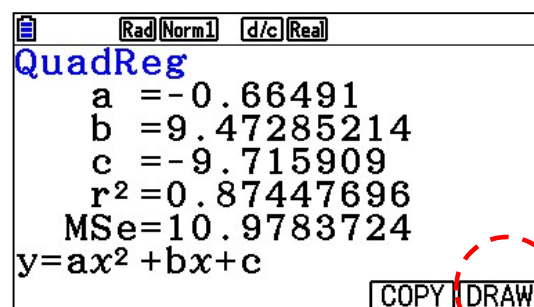 Rad Norm1 d/c Real
QuadReg
a =-0.66491
b =9.47285214
c =-9.715909
r²=0.87447696
MSe=10.9783724
y=ax²+bx+c
COPY DRAW